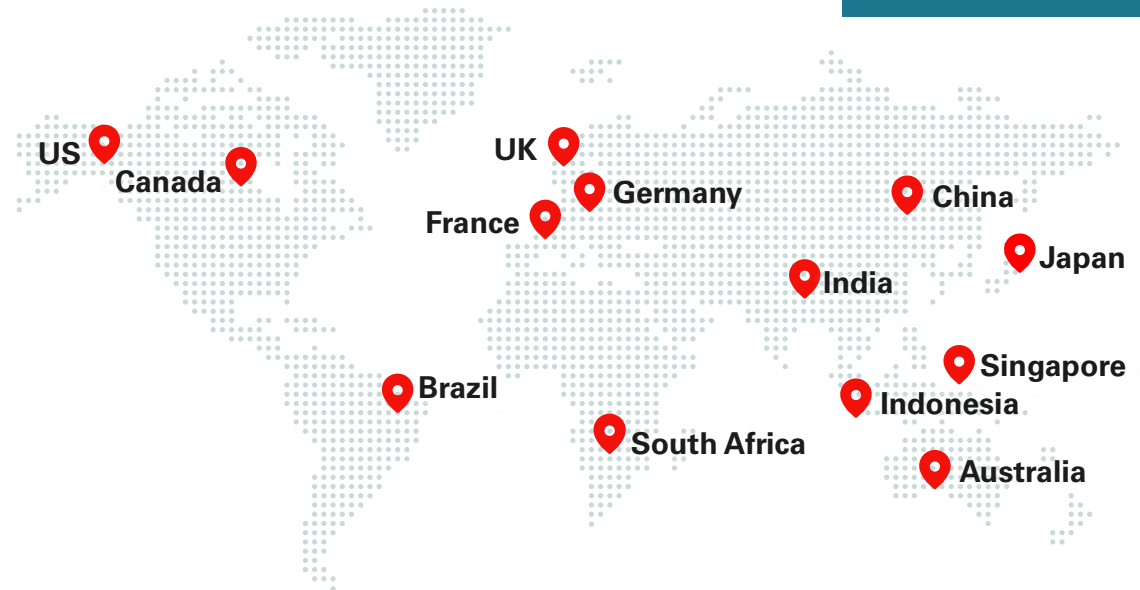 US
Canada
UK
Germany
France
China
Japan
India
Singapore
Brazil
Indonesia
South Africa
Australia